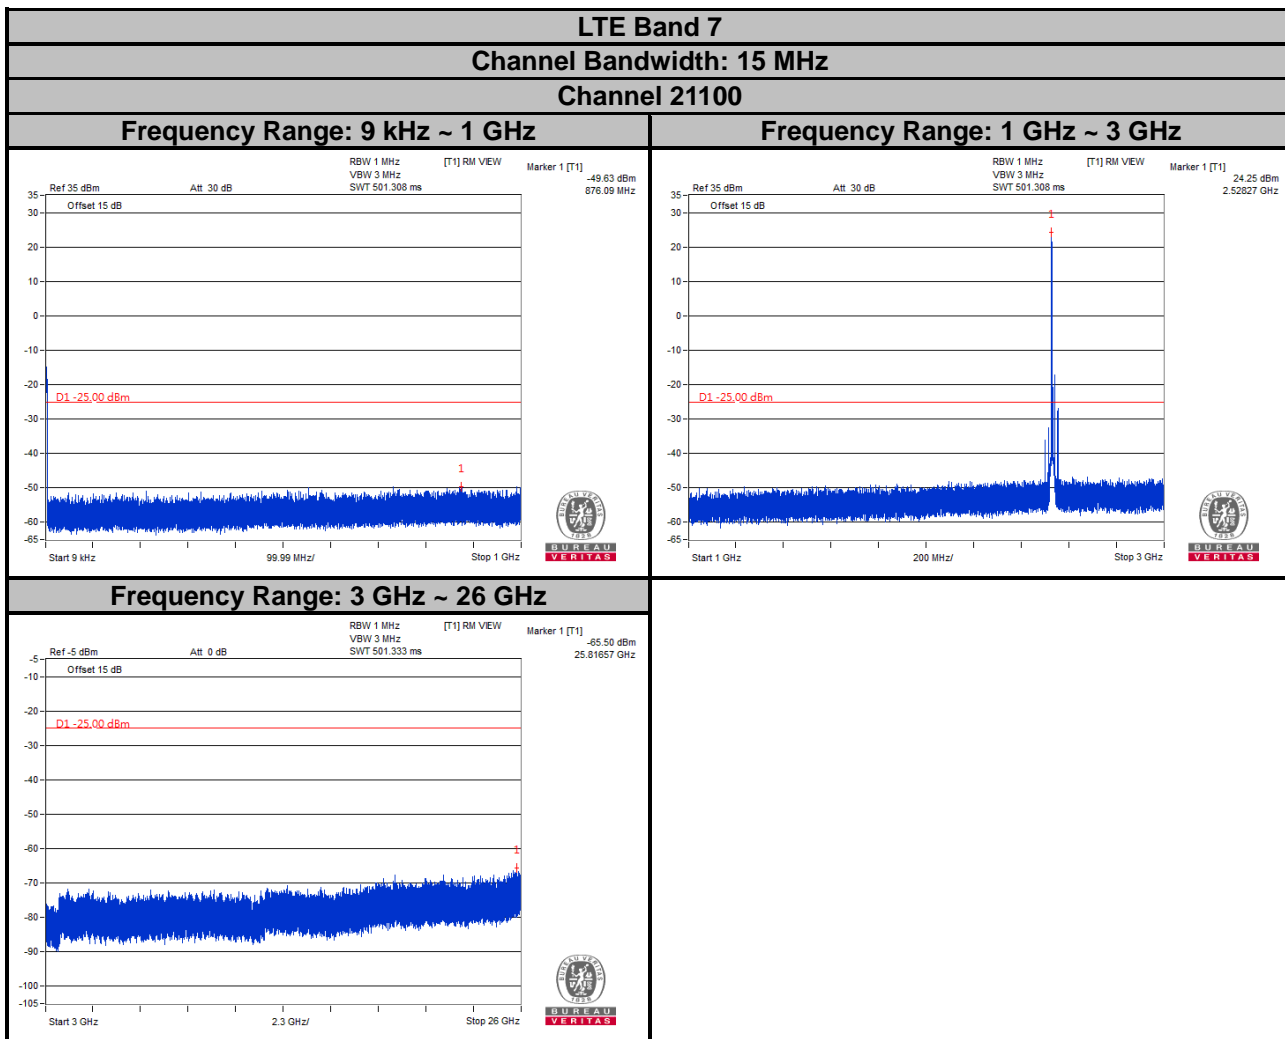 LTE Band 7
Channel Bandwidth: 15 MHz
Channel 21100
Frequency Range: 9 kHz ~ 1 GHz
RBW 1 MHz [T1] RM VIEW Marker 1 [T1]
VBW 3 MHz -49.63 dBm
Ref 35 dBm Att 30 dB SWT 501.308 ms 876.09 MHz
35
Offset 15 dB
30
20
10
0
-10
-20
D1 -25.00 dBm
-30
-40
1
-50
-60
-65
Start 9 kHz 99.99 MHz/ Stop 1 GHz
BUREAU VERITAS
1828
BUREAU
VERITAS
Frequency Range: 1 GHz ~ 3 GHz
RBW 1 MHz [T1] RM VIEW Marker 1 [T1]
VBW 3 MHz 24.25 dBm
Ref 35 dBm Att 30 dB SWT 501.308 ms 2.52827 GHz
35
Offset 15 dB
30
1
20
10
0
-10
-20
D1 -25.00 dBm
-30
-40
-50
-60
-65
Start 1 GHz 200 MHz/ Stop 3 GHz
BUREAU VERITAS
1828
BUREAU
VERITAS
Frequency Range: 3 GHz ~ 26 GHz
RBW 1 MHz [T1] RM VIEW Marker 1 [T1]
VBW 3 MHz -65.50 dBm
Ref -5 dBm Att 0 dB SWT 501.333 ms 25.81657 GHz
-5
Offset 15 dB
-10
-20
D1 -25.00 dBm
-30
-40
-50
-60
1
-70
-80
-90
-100
-105
Start 3 GHz 2.3 GHz/ Stop 26 GHz
BUREAU VERITAS
1828
BUREAU
VERITAS